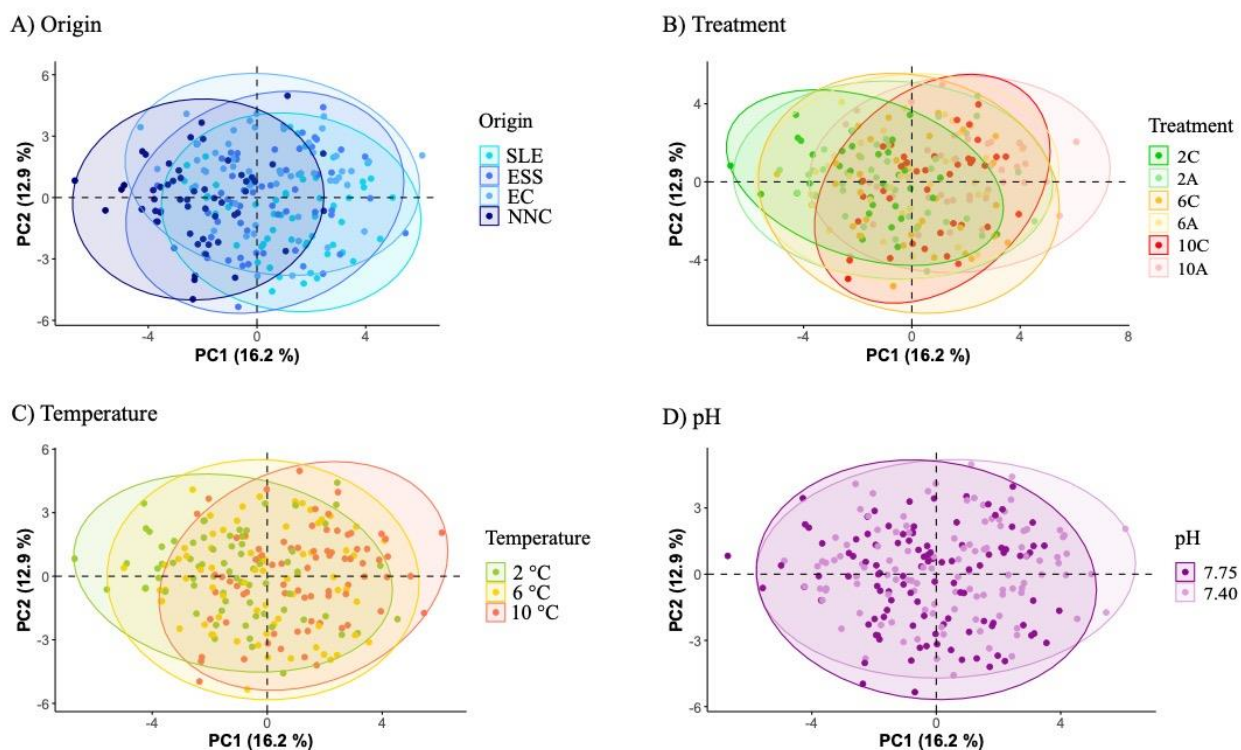 A) Origin
6
3
0
-3
-6
PC2 (12.9 %)
-4
0
4
PC1 (16.2 %)
Origin
SLE
ESS
EC
NNC
B) Treatment
4
0
-4
PC2 (12.9 %)
-4
0
4
8
PC1 (16.2 %)
Treatment
2C
2A
6C
6A
10C
10A
C) Temperature
6
3
0
-3
-6
PC2 (12.9 %)
-4
0
4
PC1 (16.2 %)
Temperature
2 °C
6 °C
10 °C
D) pH
3
0
-3
-6
PC2 (12.9 %)
-4
0
4
PC1 (16.2 %)
pH
7.75
7.40